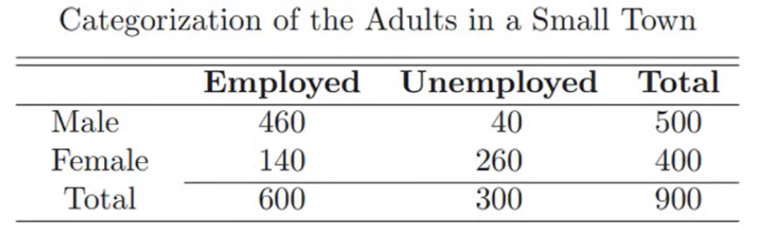 Categorization of the Adults in a Small Town
Employed Unemployed Total
Male 460 40 500
Female 140 260 400
Total 600 300 900